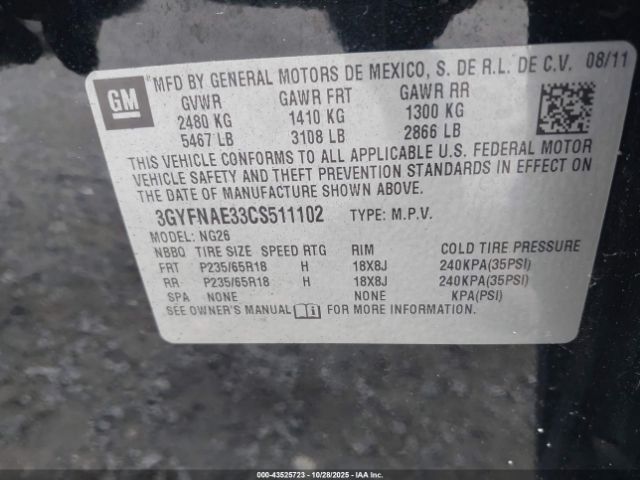 GM
MFD BY GENERAL MOTORS DE MEXICO, S. DE R.L. DE C.V. 08/11
GVWR GAWR FRT GAWR RR
2480 KG 1410 KG 1300 KG
5467 LB 3108 LB 2866 LB
THIS VEHICLE CONFORMS TO ALL APPLICABLE U.S. FEDERAL MOTOR
VEHICLE SAFETY AND THEFT PREVENTION STANDARDS IN EFFECT ON
THE DATE OF MANUFACTURE SHOWN ABOVE.
3GYFNAE33CS511102 TYPE: M.P.V.
MODEL: NG26
NBBQ TIRE SIZE SPEED RTG RIM COLD TIRE PRESSURE
FRT P235/65R18 H 18X8J 240KPA(35PSI)
RR P235/65R18 H 18X8J 240KPA(35PSI)
SPA NONE NONE KPA(PSI)
SEE OWNER'S MANUAL FOR MORE INFORMATION.
000-43525723 | 10/28/2025 | IAAI.COM